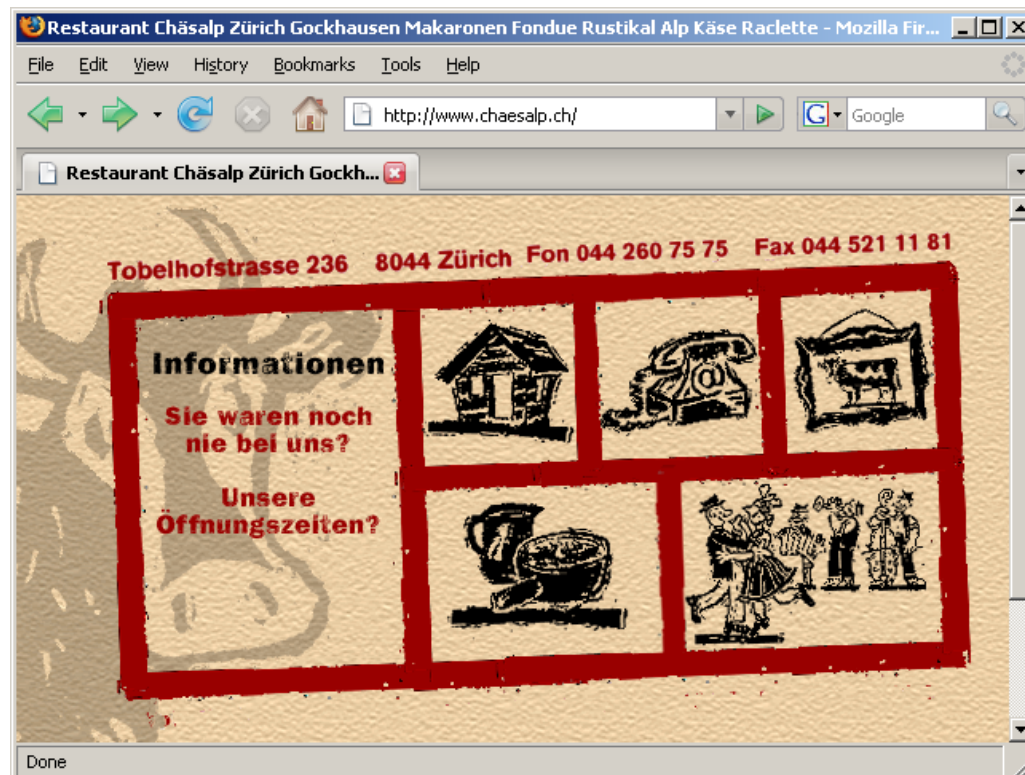 Restaurant Chäsalp Zürich Gockhausen Makaronen Fondue Rustikal Alp Käse Raclette - Mozilla Fir...
File Edit View History Bookmarks Tools Help
http://www.chaesalp.ch/ G Google
Restaurant Chäsalp Zürich Gockh...
Tobelhofstrasse 236 8044 Zürich Fon 044 260 75 75 Fax 044 521 11 81
Informationen
Sie waren noch
nie bei uns?
Unsere
Öffnungszeiten?
@
Done